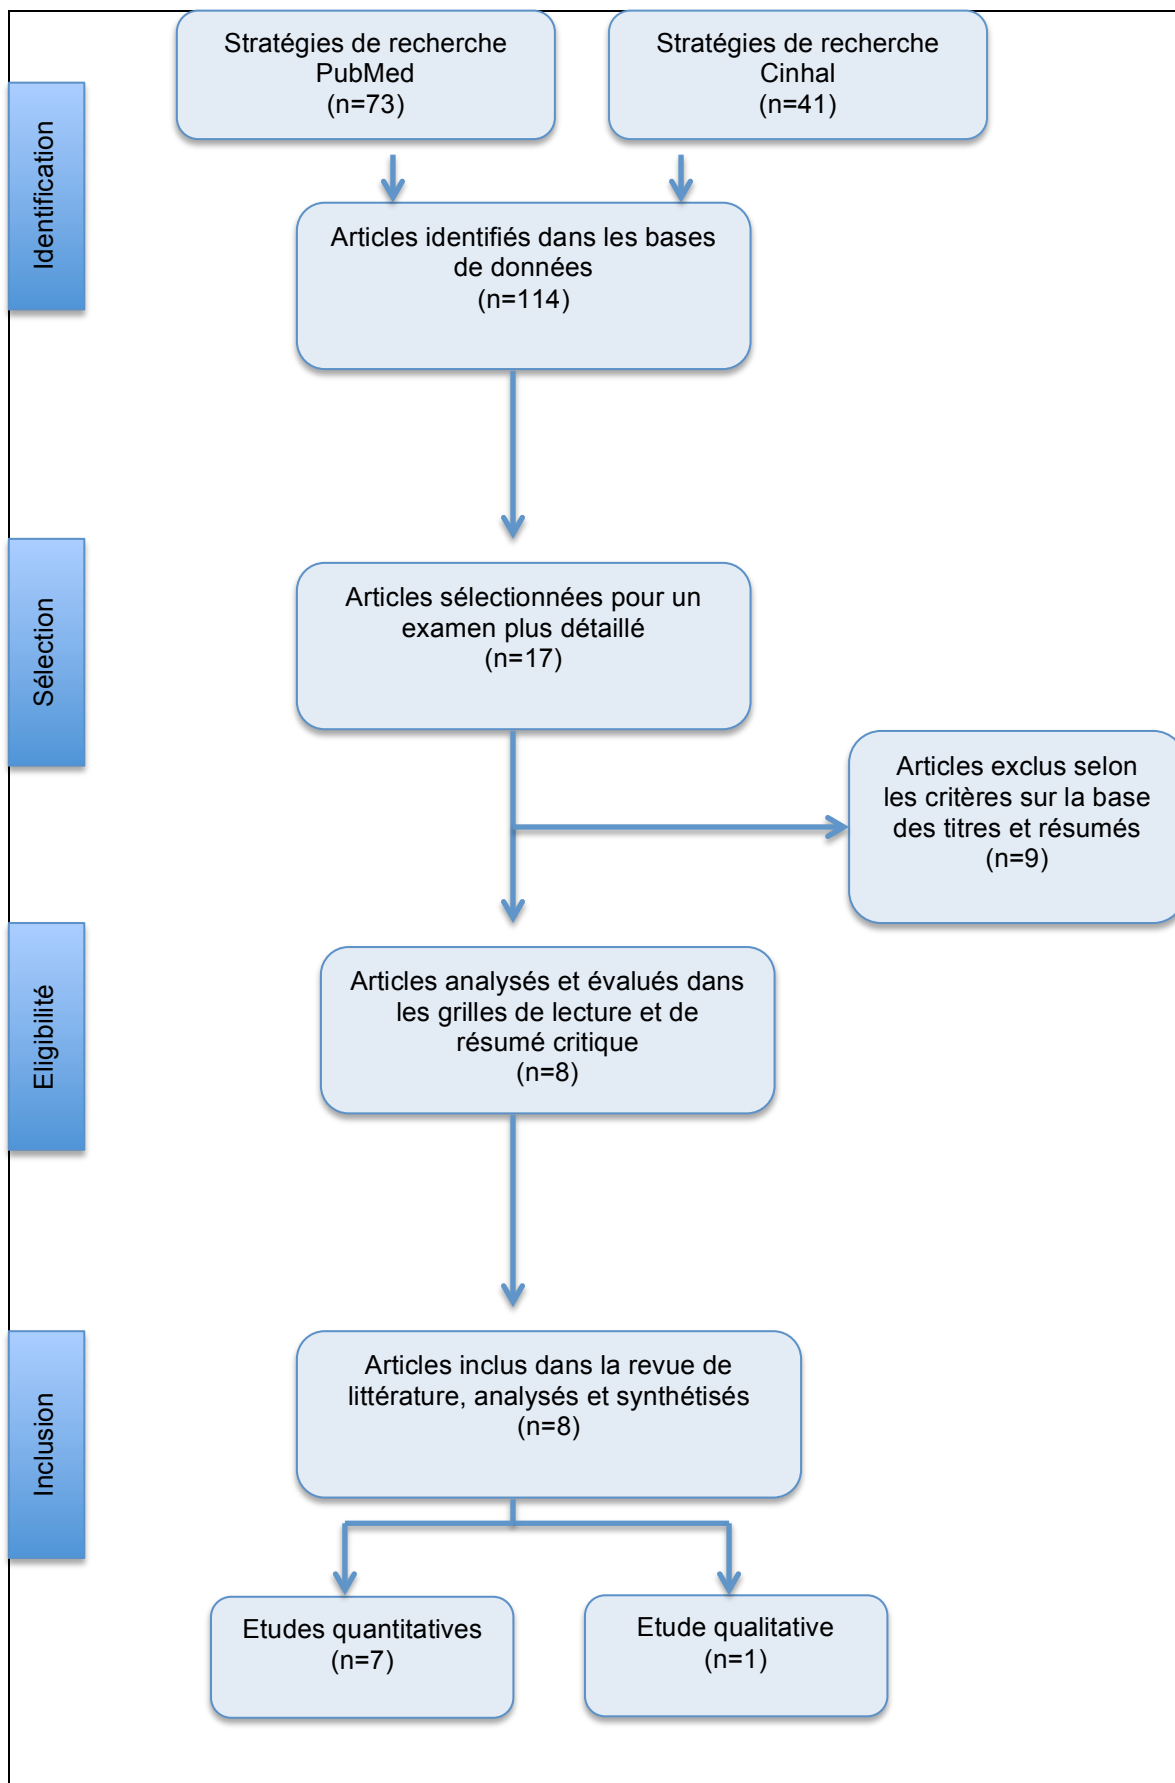 Identification
Stratégies de recherche
PubMed
(n=73)
Stratégies de recherche
Cinhal
(n=41)
Articles identifiés dans les bases
de données
(n=114)
Sélection
Articles sélectionnées pour un
examen plus détaillé
(n=17)
Articles exclus selon
les critères sur la base
des titres et résumés
(n=9)
Eligibilité
Articles analysés et évalués dans
les grilles de lecture et de
résumé critique
(n=8)
Inclusion
Articles inclus dans la revue de
littérature, analysés et synthétisés
(n=8)
Etudes quantitatives
(n=7)
Etude qualitative
(n=1)